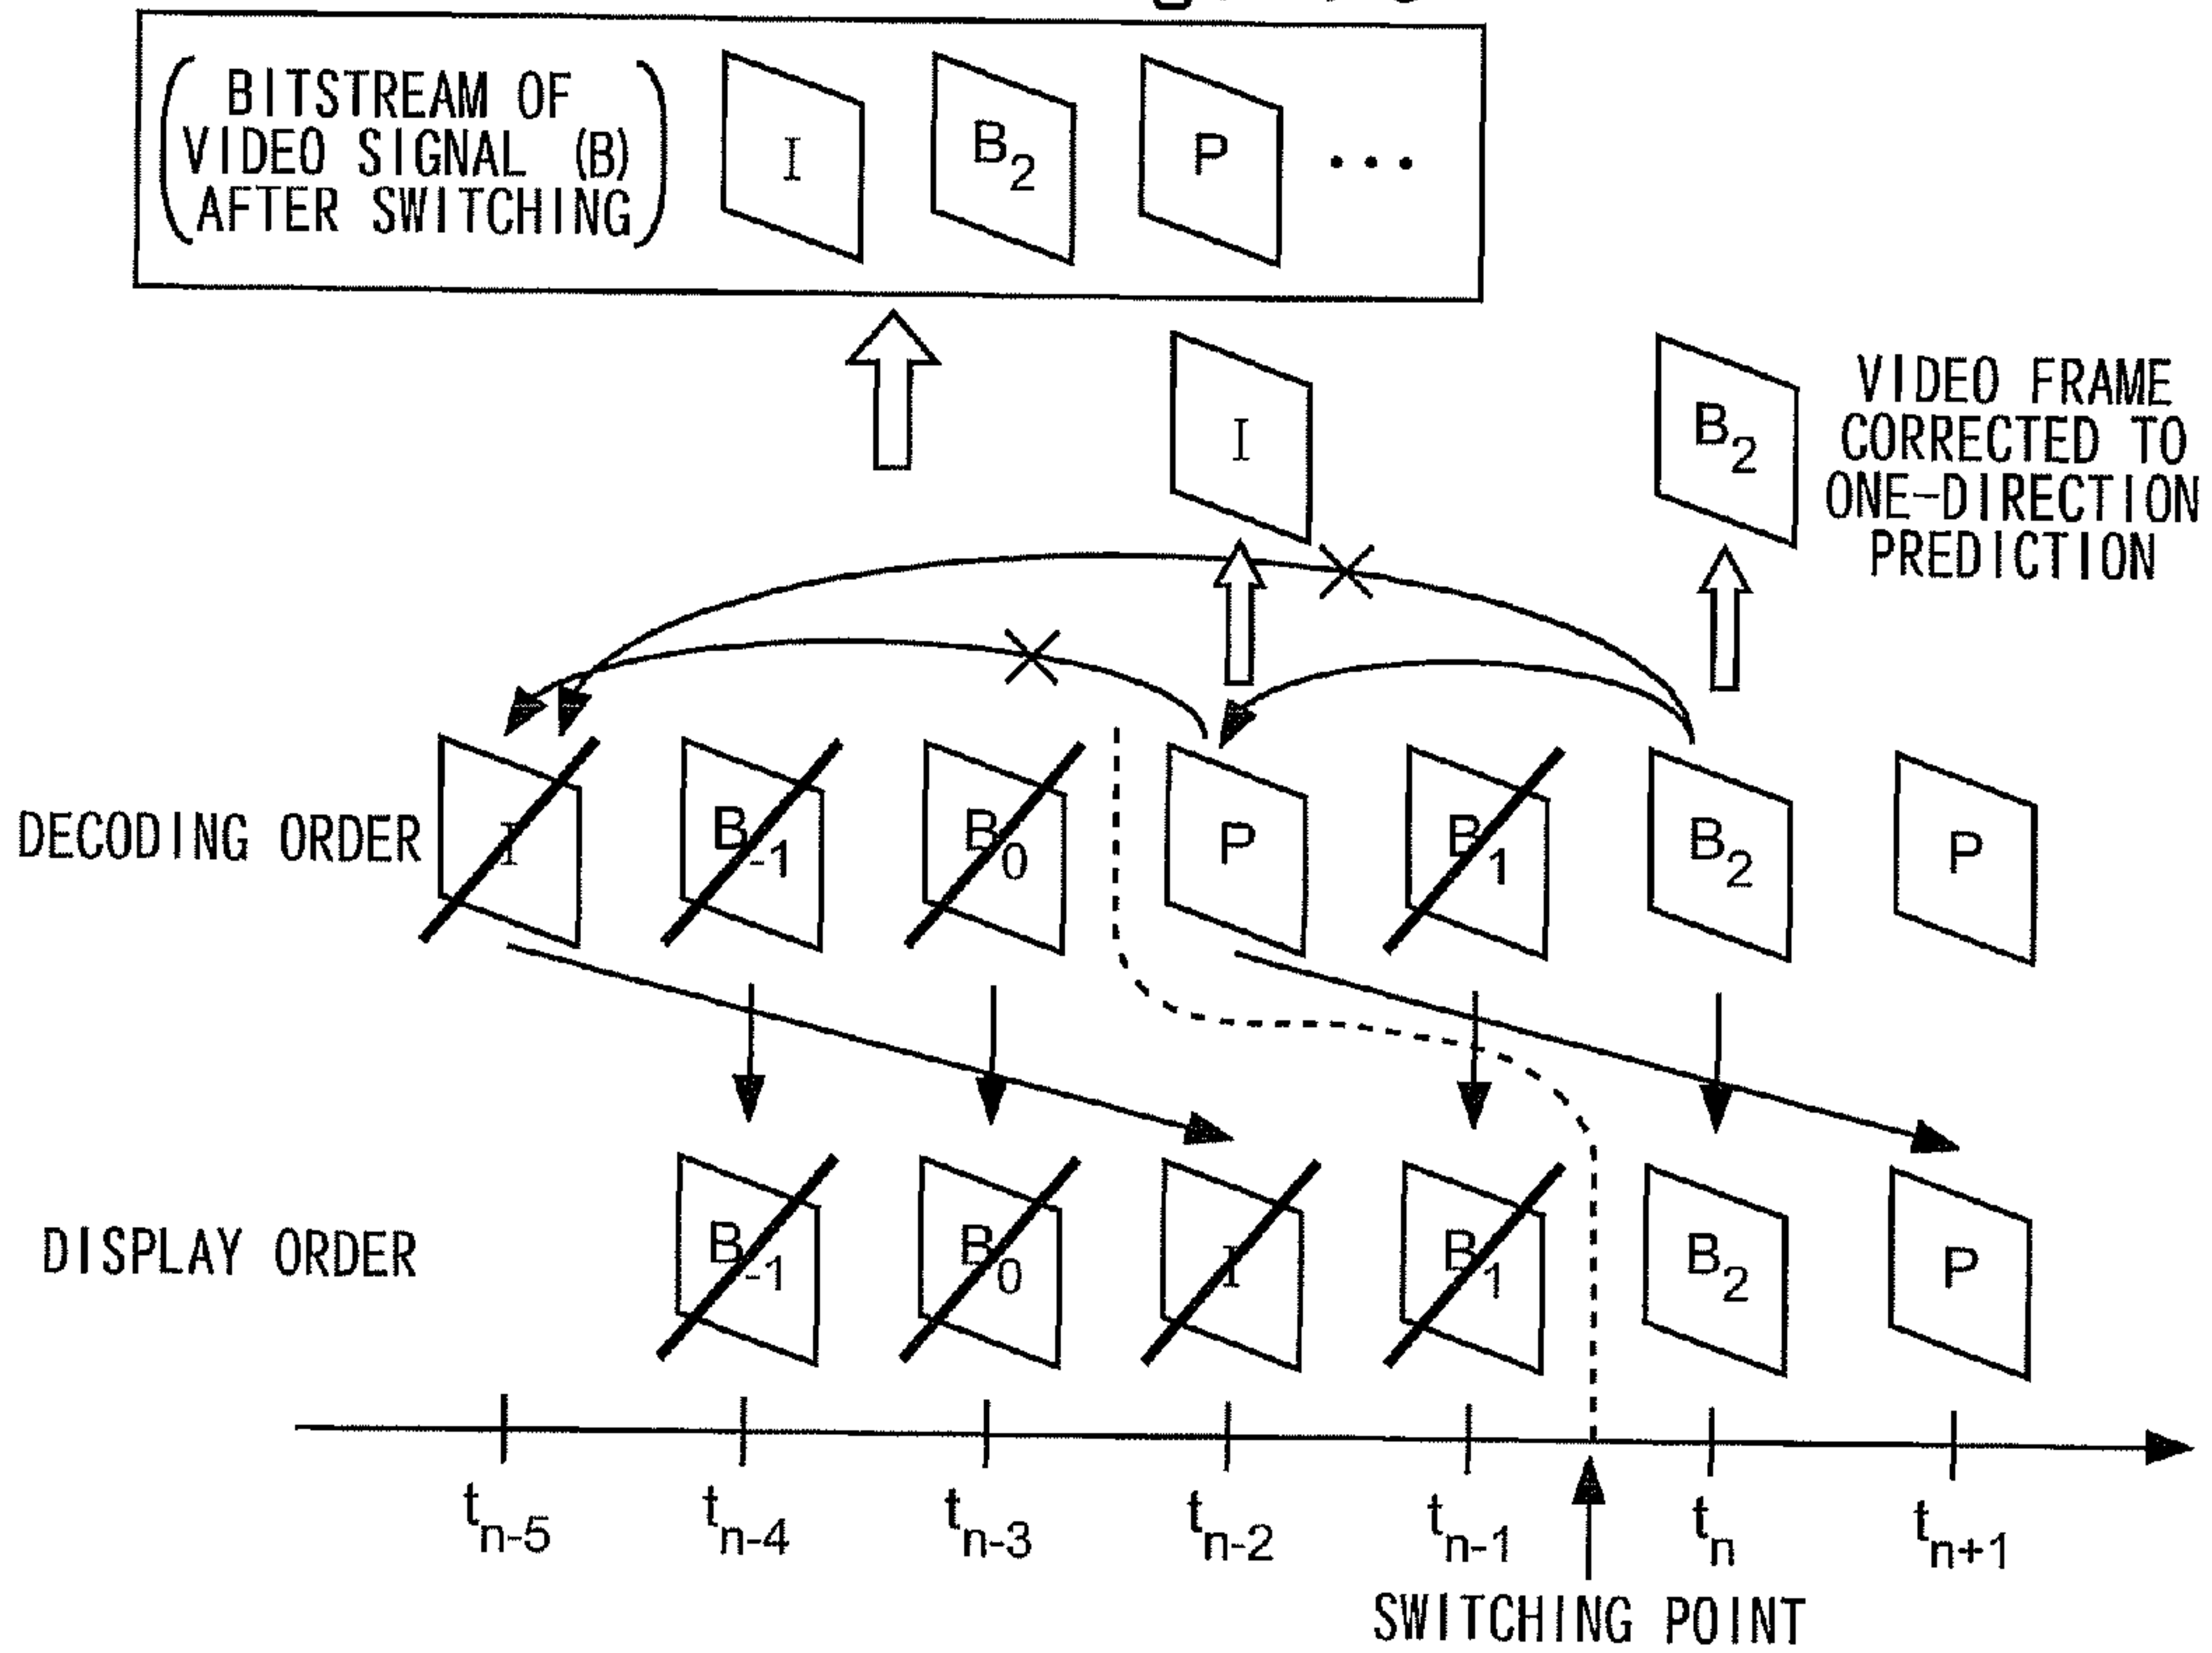 BITSTREAM OF
VIDEO SIGNAL (B)
AFTER SWITCHING
I B2 P ...
I B2
VIDEO FRAME
CORRECTED TO
ONE-DIRECTION
PREDICTION
DECODING ORDER I B-1 B0 P B1 B2 P
DISPLAY ORDER B-1 B0 I B1 B2 P
tn-5 tn-4 tn-3 tn-2 tn-1 tn tn+1
SWITCHING POINT